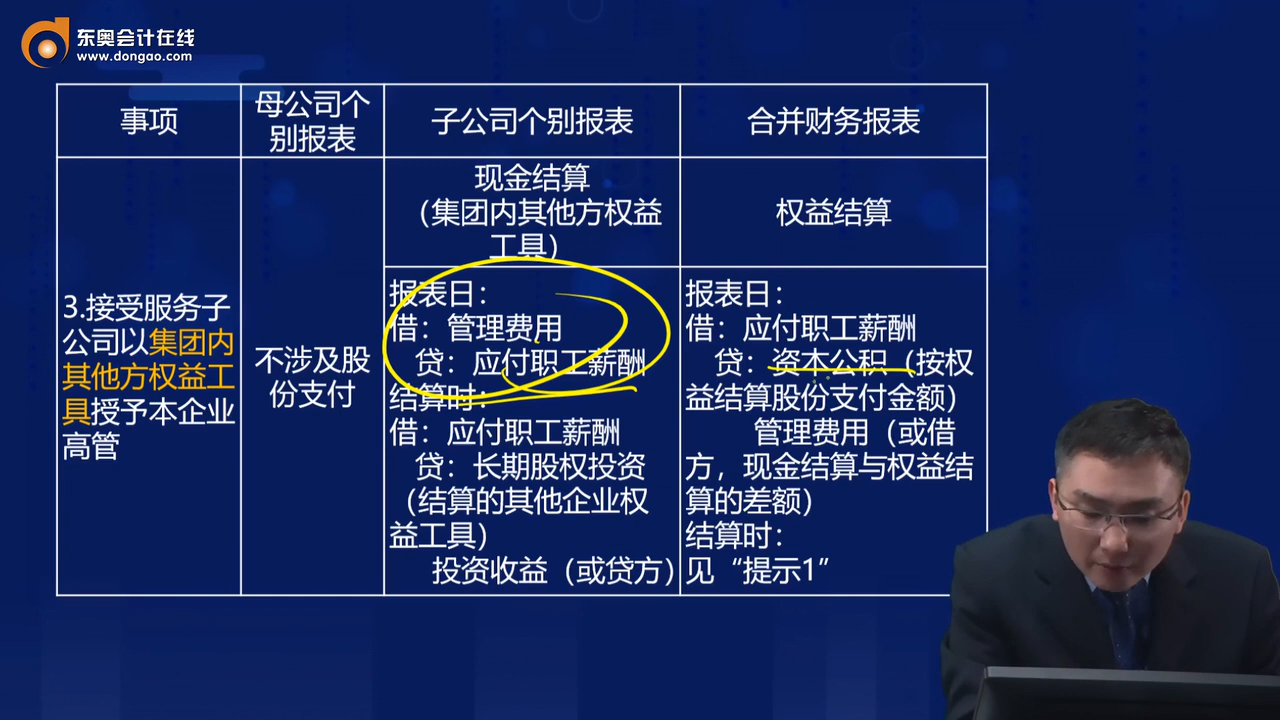 东奥会计在线
www.dongao.com
事项
母公司个
别报表
子公司个别报表
合并财务报表
3.接受服务子
公司以集团内
其他方权益工
具授予本企业
高管
不涉及股
份支付
现金结算
（集团内其他方权益
工具）
权益结算
报表日：
借：管理费用
贷：应付职工薪酬
结算时：
借：应付职工薪酬
贷：长期股权投资
（结算的其他企业权
益工具）
投资收益（或贷方）
报表日：
借：应付职工薪酬
贷：资本公积（按权
益结算股份支付金额）
管理费用（或借
方，现金结算与权益结
算的差额）
结算时：
见“提示1”